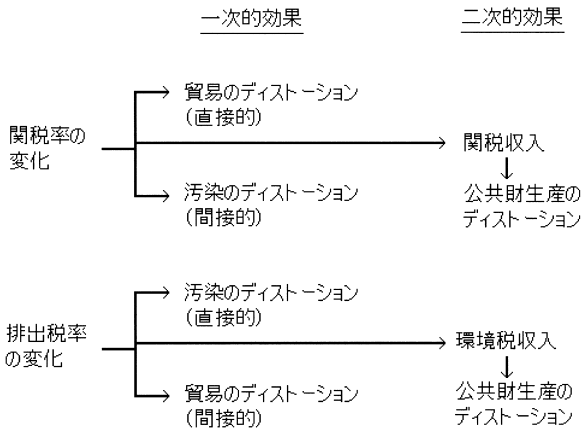 一次的効果
二次的効果
貿易のディストーション
(直接的)
関税率の
変化
関税収入
汚染のディストーション
(間接的)
公共財生産の
ディストーション
汚染のディストーション
(直接的)
排出税率
の変化
環境税収入
貿易のディストーション
(間接的)
公共財生産の
ディストーション